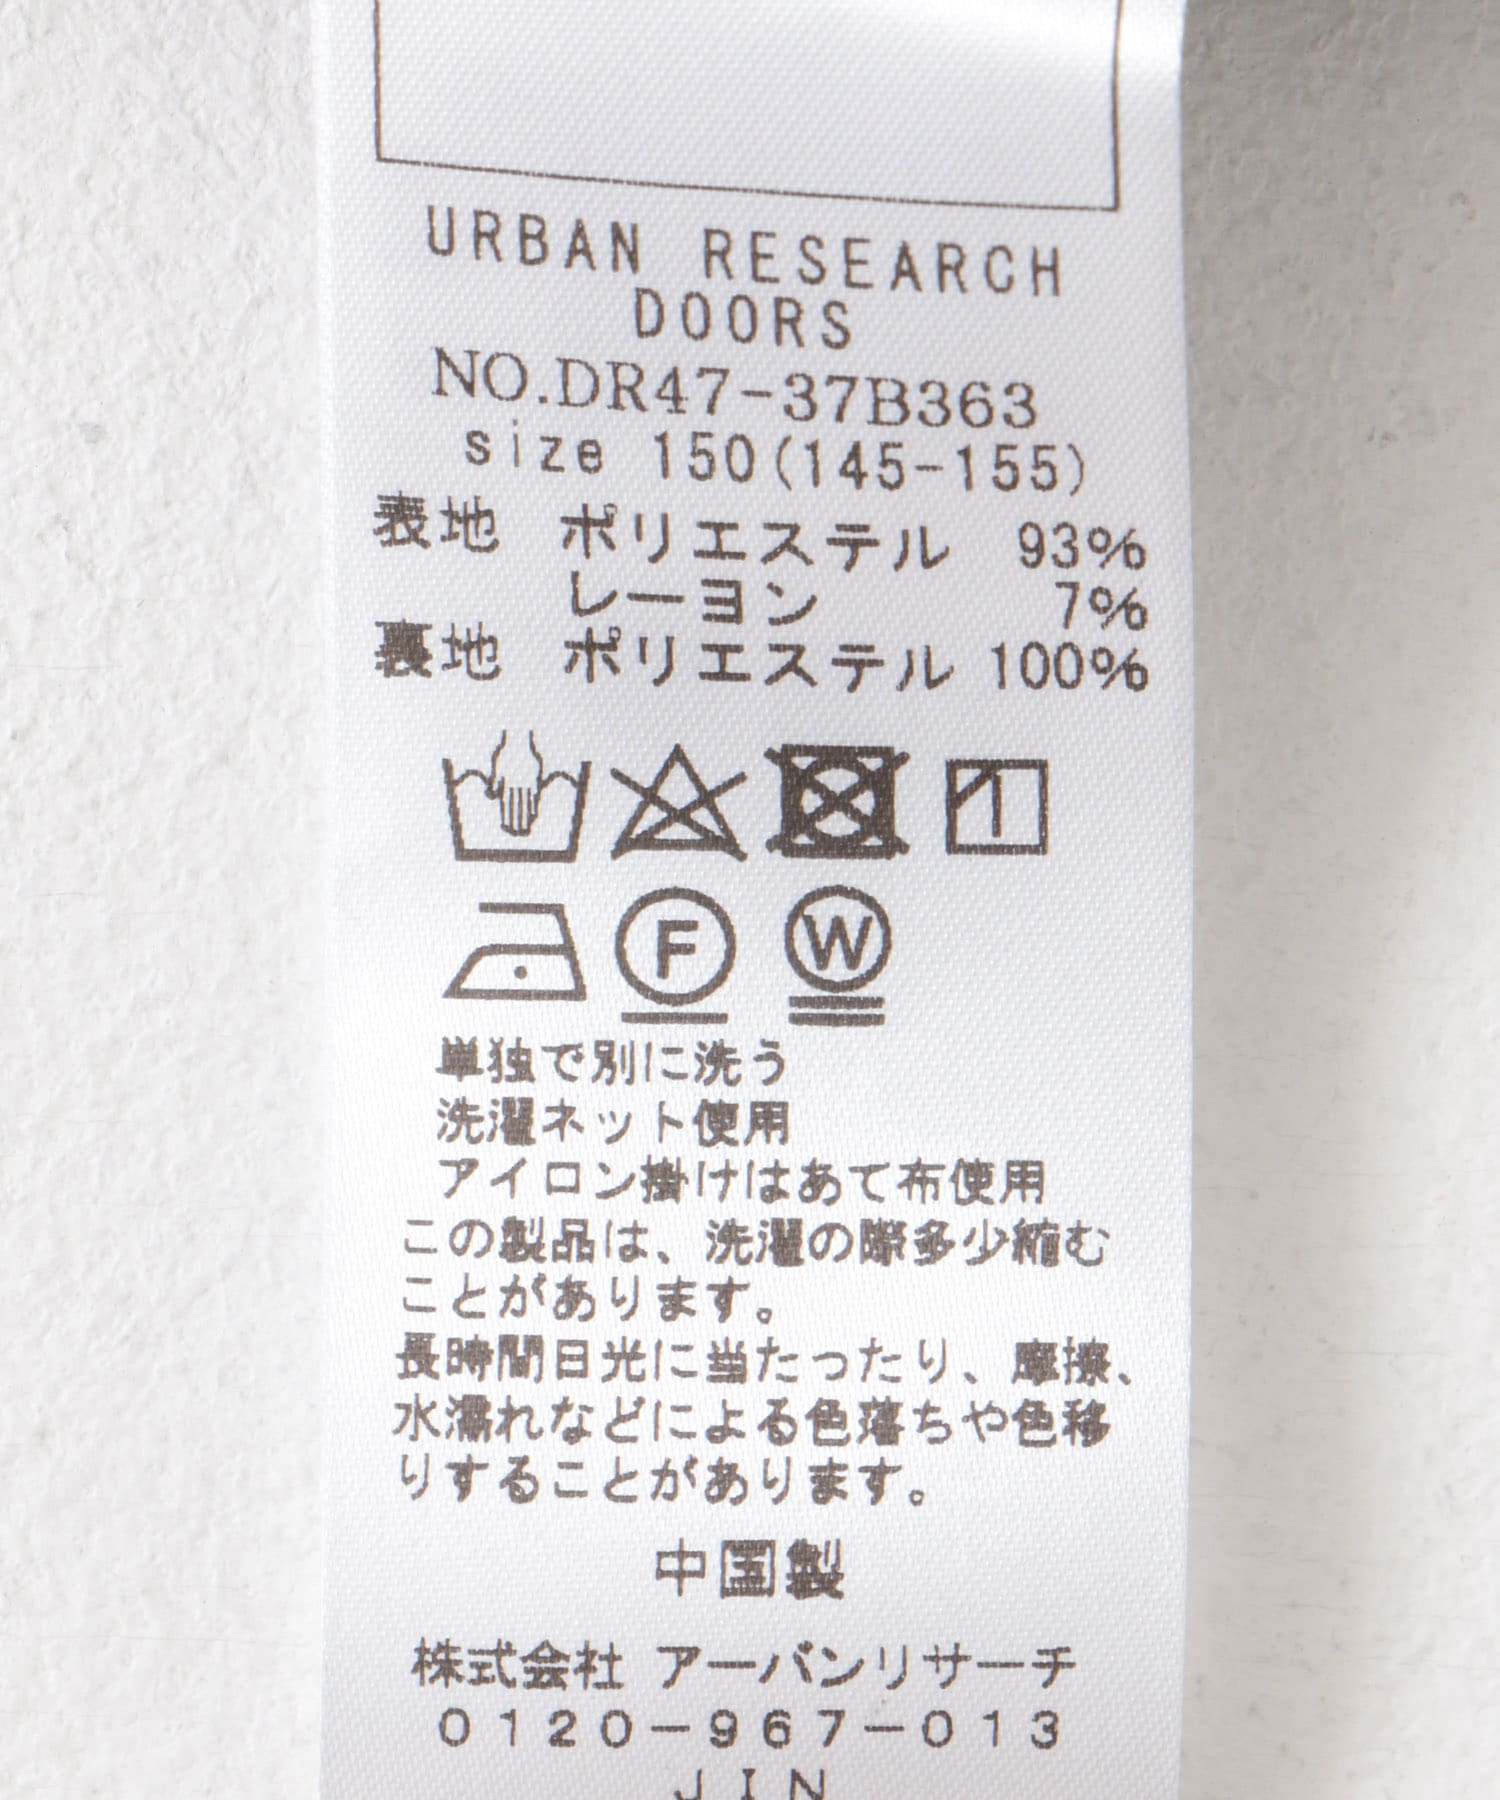 URBAN RESEARCH
DOORS
NO.DR47-37B363
size 150(145-155)
表地 ポリエステル 93%
レーヨン 7%
裏地 ポリエステル 100%
F W
単独で別に洗う
洗濯ネット使用
アイロン掛けはあて布使用
この製品は、洗濯の際多少縮む
ことがあります。
長時間日光に当たったり、摩擦、
水濡れなどによる色落ちや色移
りすることがあります。
中国製
株式会社 アーバンリサーチ
0120-967-013
JIN